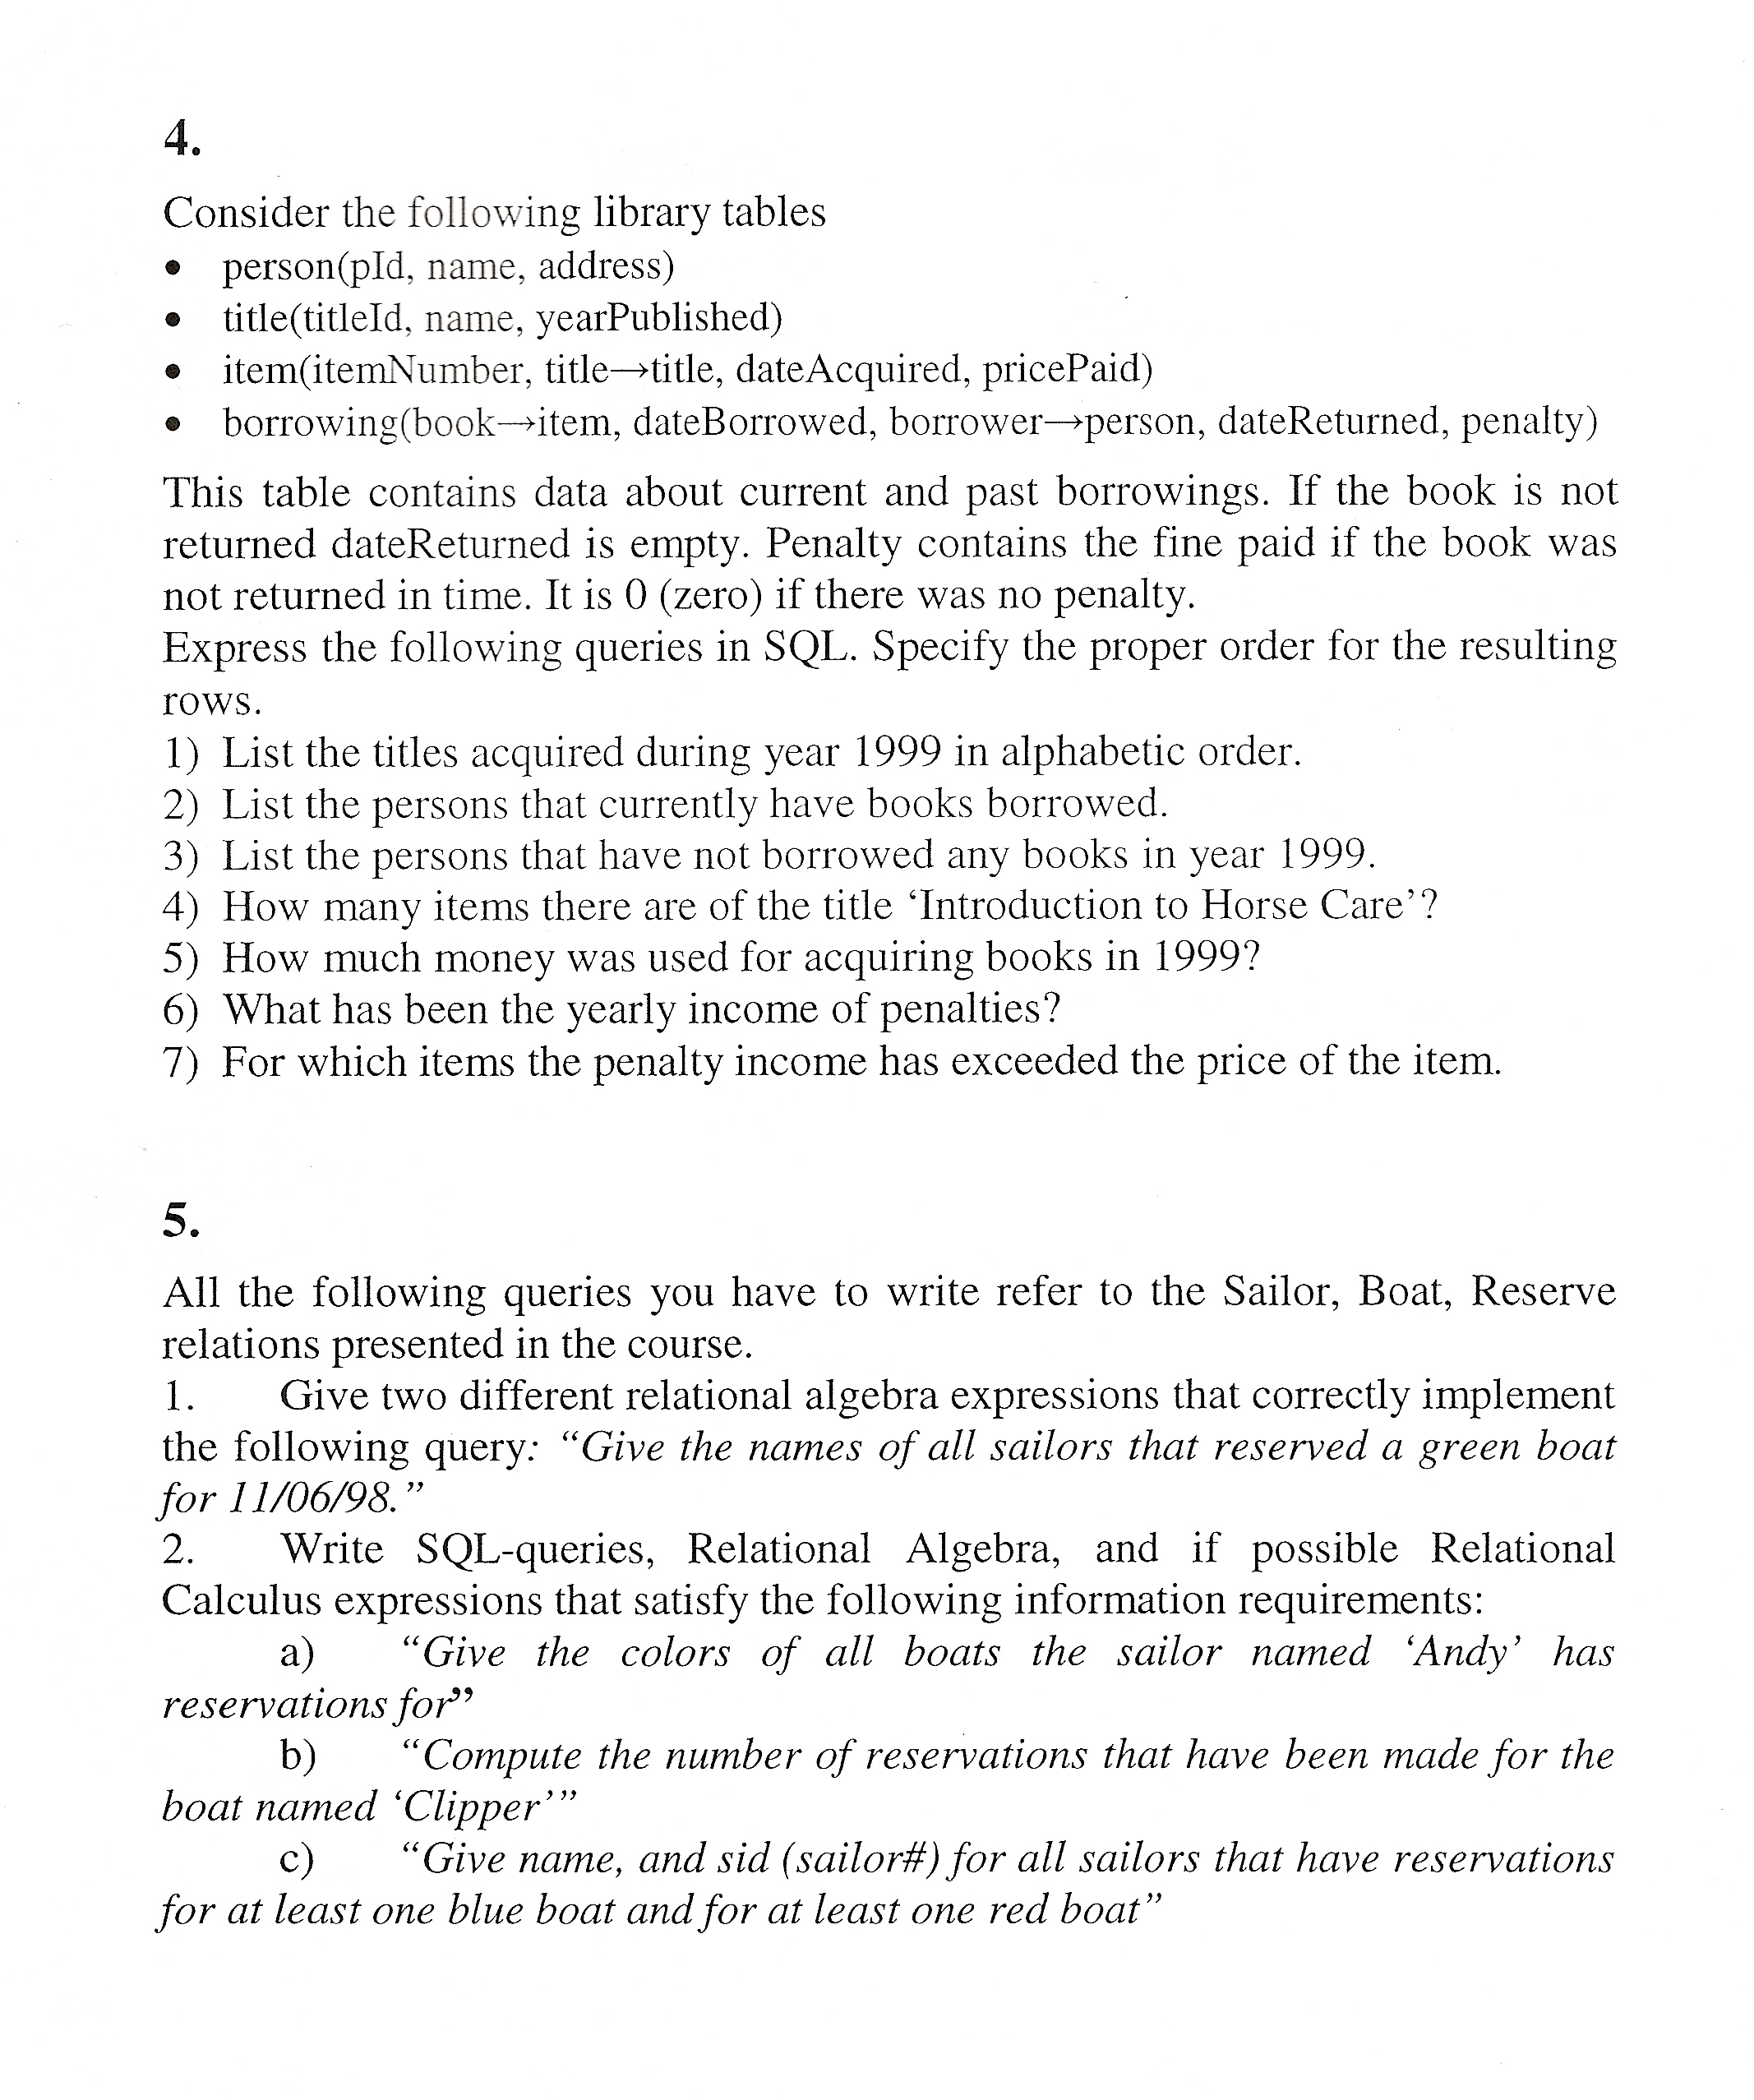 4.
Consider the following library tables
• person(pId, name, address)
• title(titleId, name, yearPublished)
• item(itemNumber, title→title, dateAcquired, pricePaid)
• borrowing(book→item, dateBorrowed, borrower→person, dateReturned, penalty)
This table contains data about current and past borrowings. If the book is not
returned dateReturned is empty. Penalty contains the fine paid if the book was
not returned in time. It is 0 (zero) if there was no penalty.
Express the following queries in SQL. Specify the proper order for the resulting
rows.
1) List the titles acquired during year 1999 in alphabetic order.
2) List the persons that currently have books borrowed.
3) List the persons that have not borrowed any books in year 1999.
4) How many items there are of the title ‘Introduction to Horse Care’?
5) How much money was used for acquiring books in 1999?
6) What has been the yearly income of penalties?
7) For which items the penalty income has exceeded the price of the item.
5.
All the following queries you have to write refer to the Sailor, Boat, Reserve
relations presented in the course.
1. Give two different relational algebra expressions that correctly implement
the following query: “Give the names of all sailors that reserved a green boat
for 11/06/98.”
2. Write SQL-queries, Relational Algebra, and if possible Relational
Calculus expressions that satisfy the following information requirements:
a) “Give the colors of all boats the sailor named ‘Andy’ has
reservations for”
b) “Compute the number of reservations that have been made for the
boat named ‘Clipper’”
c) “Give name, and sid (sailor#) for all sailors that have reservations
for at least one blue boat and for at least one red boat”